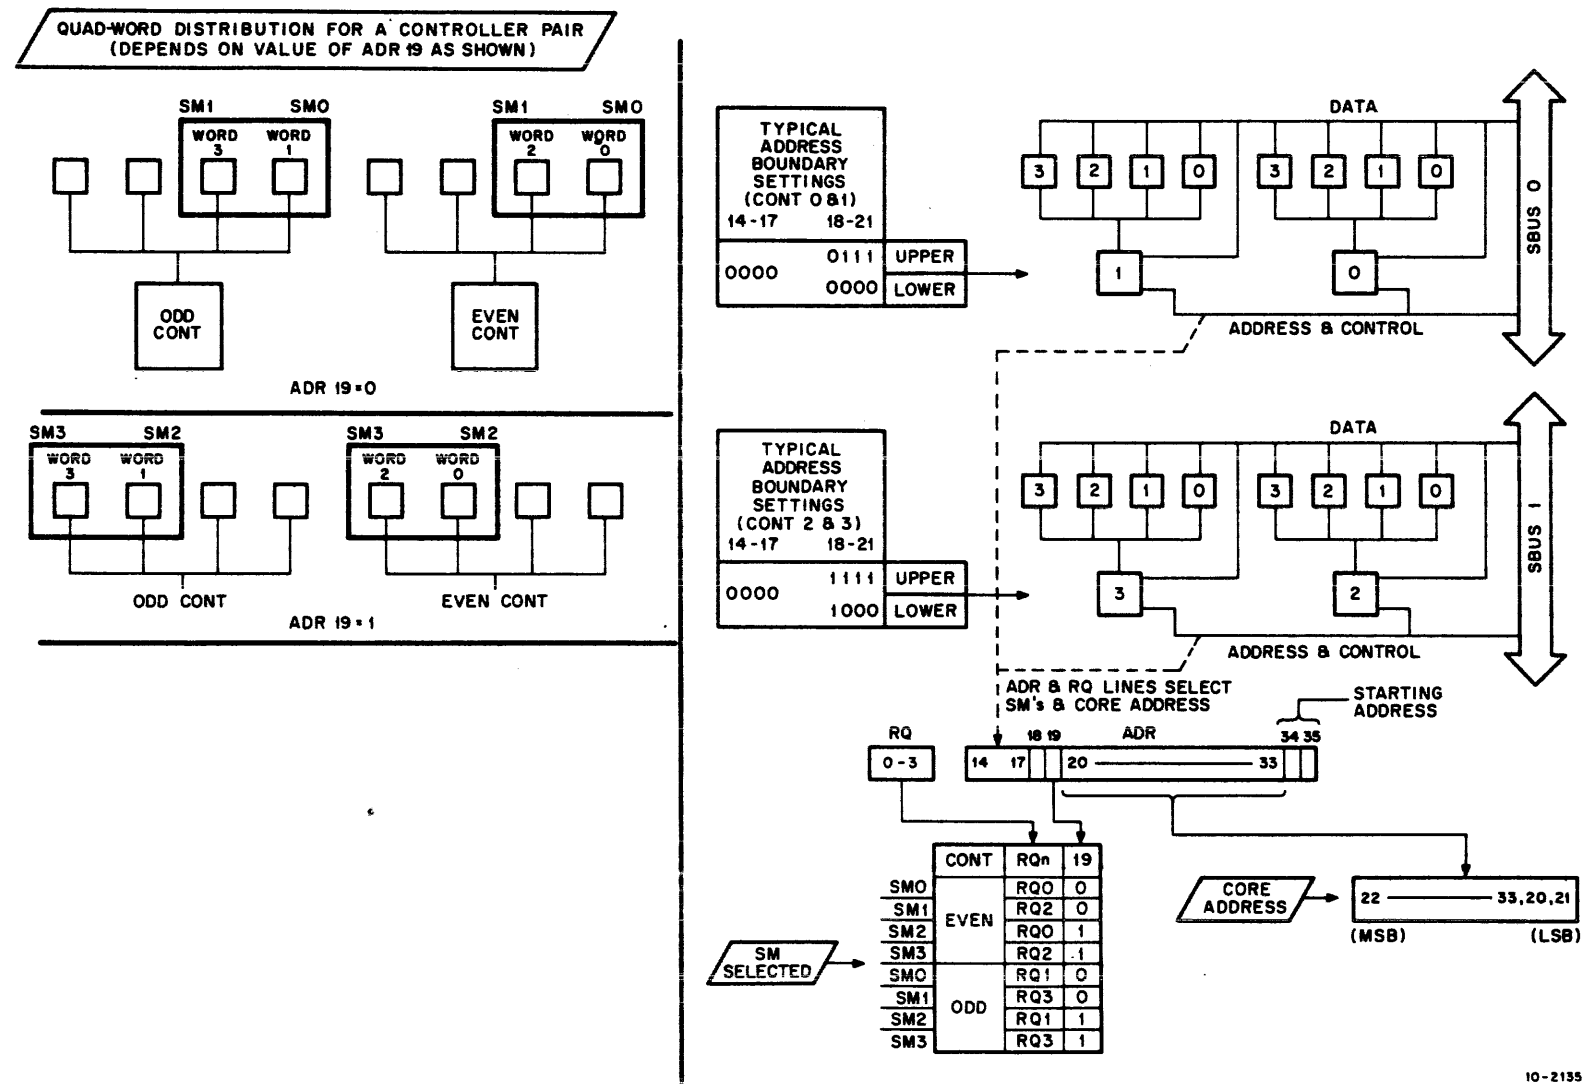 QUAD-WORD DISTRIBUTION FOR A CONTROLLER PAIR
(DEPENDS ON VALUE OF ADR 19 AS SHOWN)
SM1 SM0
WORD 3 WORD 1
SM1 SM0
WORD 2 WORD 0
ODD
CONT
EVEN
CONT
ADR 19=0
SM3 SM2
WORD 3 WORD 1
SM3 SM2
WORD 2 WORD 0
ODD CONT
EVEN CONT
ADR 19=1
TYPICAL
ADDRESS
BOUNDARY
SETTINGS
(CONT 0 & 1)
14-17 18-21
0000
0111 UPPER
0000 LOWER
DATA
3 2 1 0 3 2 1 0
1 0
ADDRESS & CONTROL
SBUS 0
TYPICAL
ADDRESS
BOUNDARY
SETTINGS
(CONT 2 & 3)
14-17 18-21
0000
1111 UPPER
1000 LOWER
DATA
3 2 1 0 3 2 1 0
3 2
ADDRESS & CONTROL
SBUS 1
ADR & RQ LINES SELECT
SM's & CORE ADDRESS
STARTING
ADDRESS
RQ 18 19 ADR 34 35
0-3 14 17 20 33
CONT RQn 19
SM0 EVEN RQ0 0
SM1 RQ2 0
SM2 RQ0 1
SM3 RQ2 1
SM0 ODD RQ1 0
SM1 RQ3 0
SM2 RQ1 1
SM3 RQ3 1
SM
SELECTED
CORE
ADDRESS
22 33,20,21
(MSB) (LSB)
10-2135